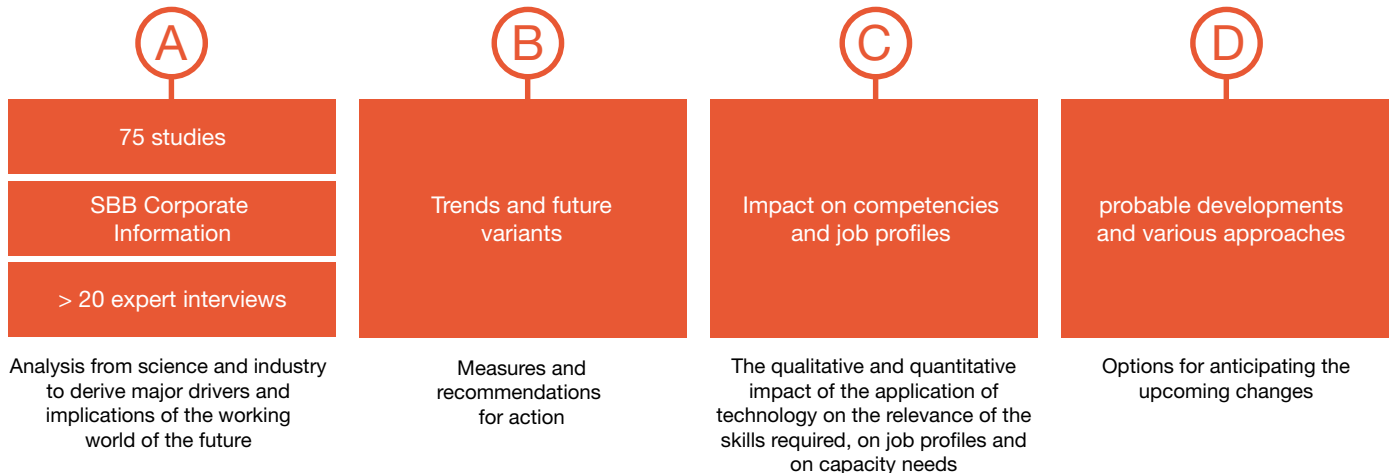 A
75 studies
SBB Corporate
Information
> 20 expert interviews
Analysis from science and industry
to derive major drivers and
implications of the working
world of the future
B
Trends and future
variants
Measures and
recommendations
for action
C
Impact on competencies
and job profiles
The qualitative and quantitative
impact of the application of
technology on the relevance of the
skills required, on job profiles and
on capacity needs
D
probable developments
and various approaches
Options for anticipating the
upcoming changes